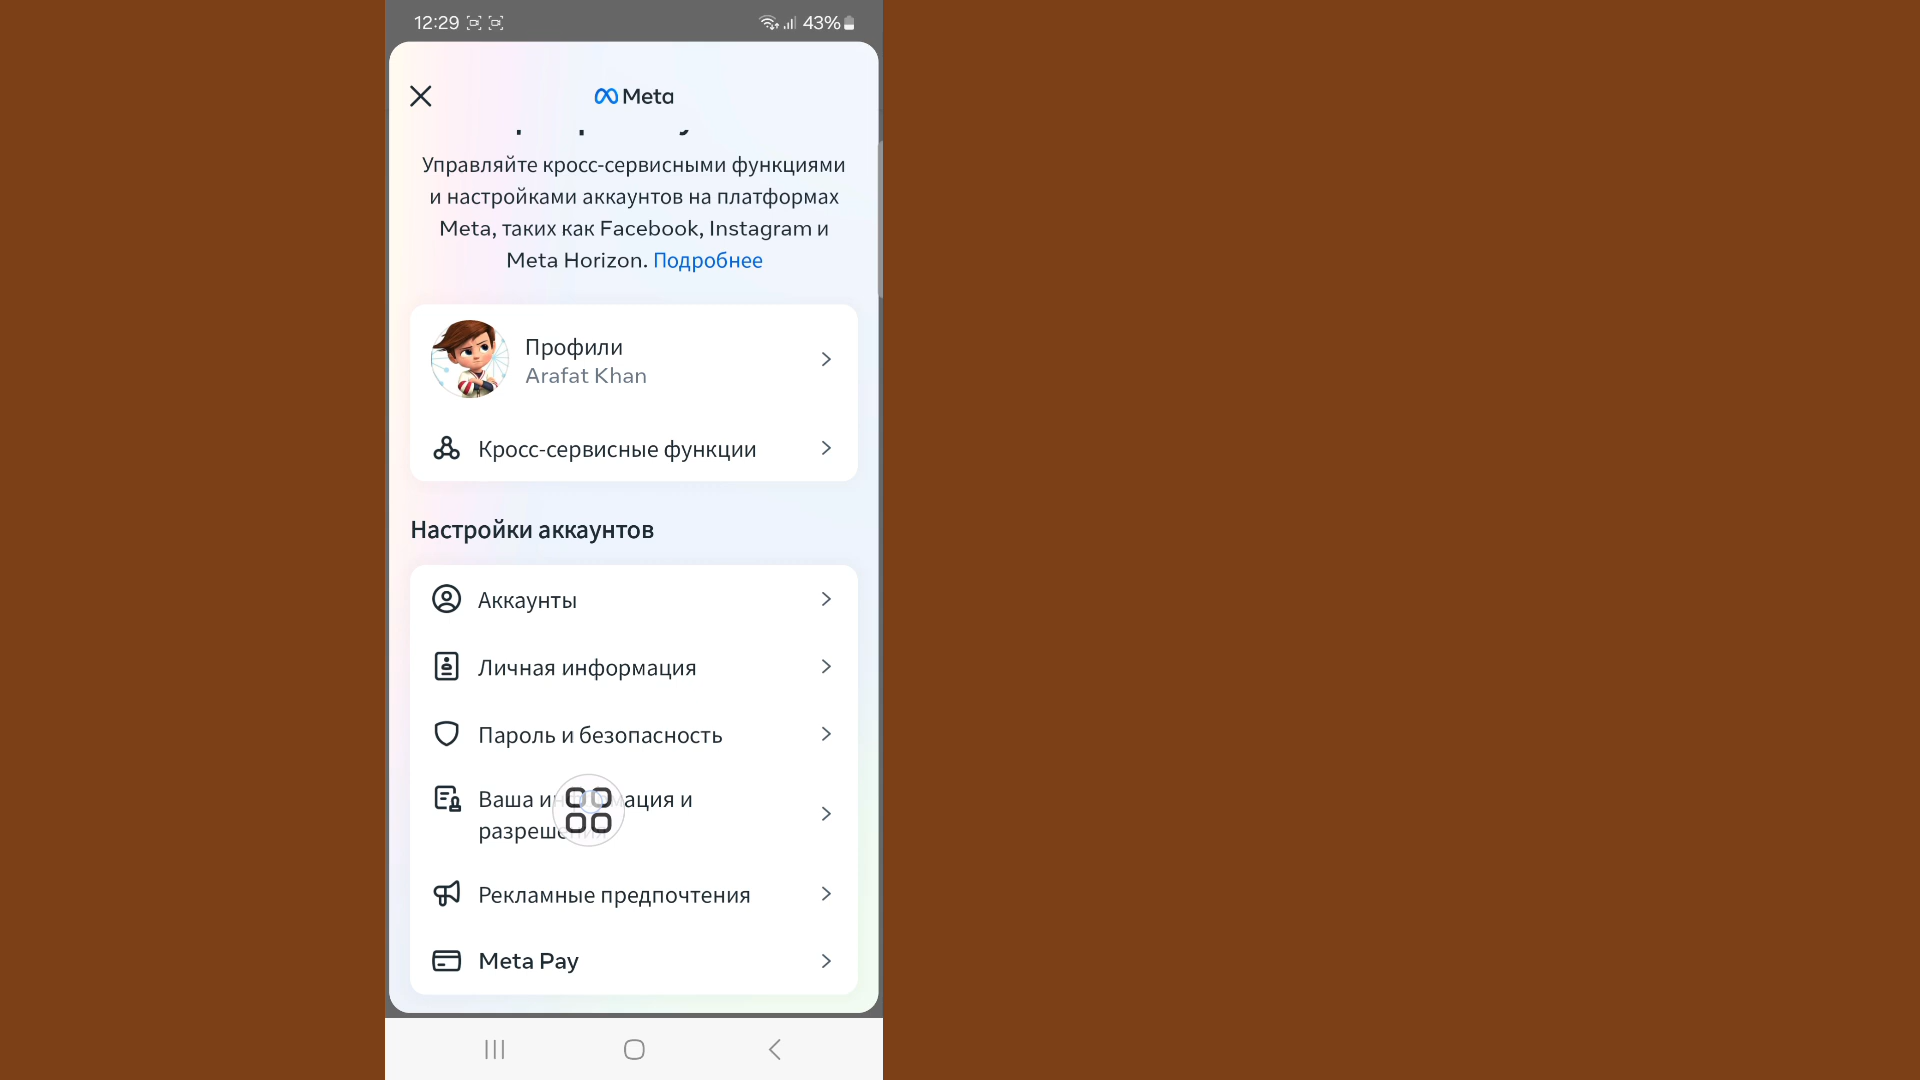 12:29
43%
Meta
Управляйте кросс-сервисными функциями
и настройками аккаунтов на платформах
Meta, таких как Facebook, Instagram и
Meta Horizon. Подробнее
Профили
Arafat Khan
Кросс-сервисные функции
Настройки аккаунтов
Аккаунты
Личная информация
Пароль и безопасность
Ваша информация и
разрешения
Рекламные предпочтения
Meta Pay